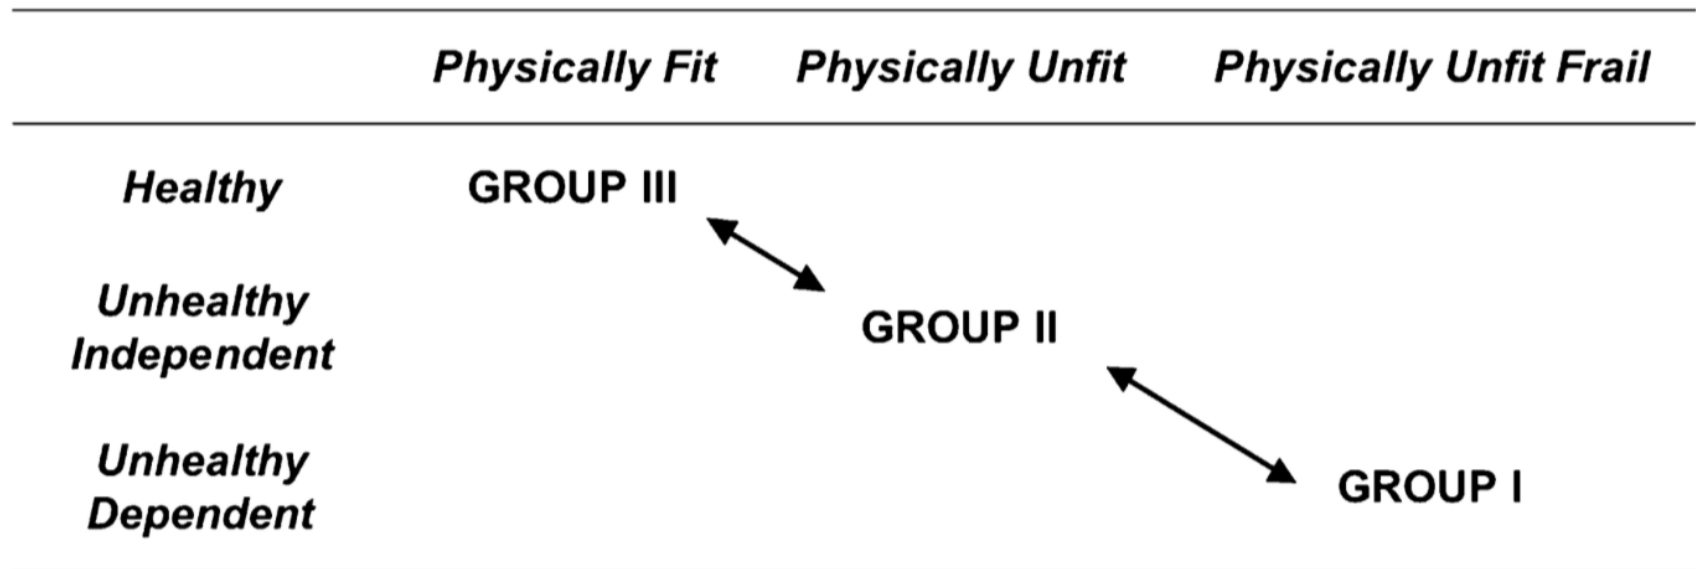 Physically Fit Physically Unfit Physically Unfit Frail
Healthy GROUP III
Unhealthy
Independent
GROUP II
Unhealthy
Dependent
GROUP I